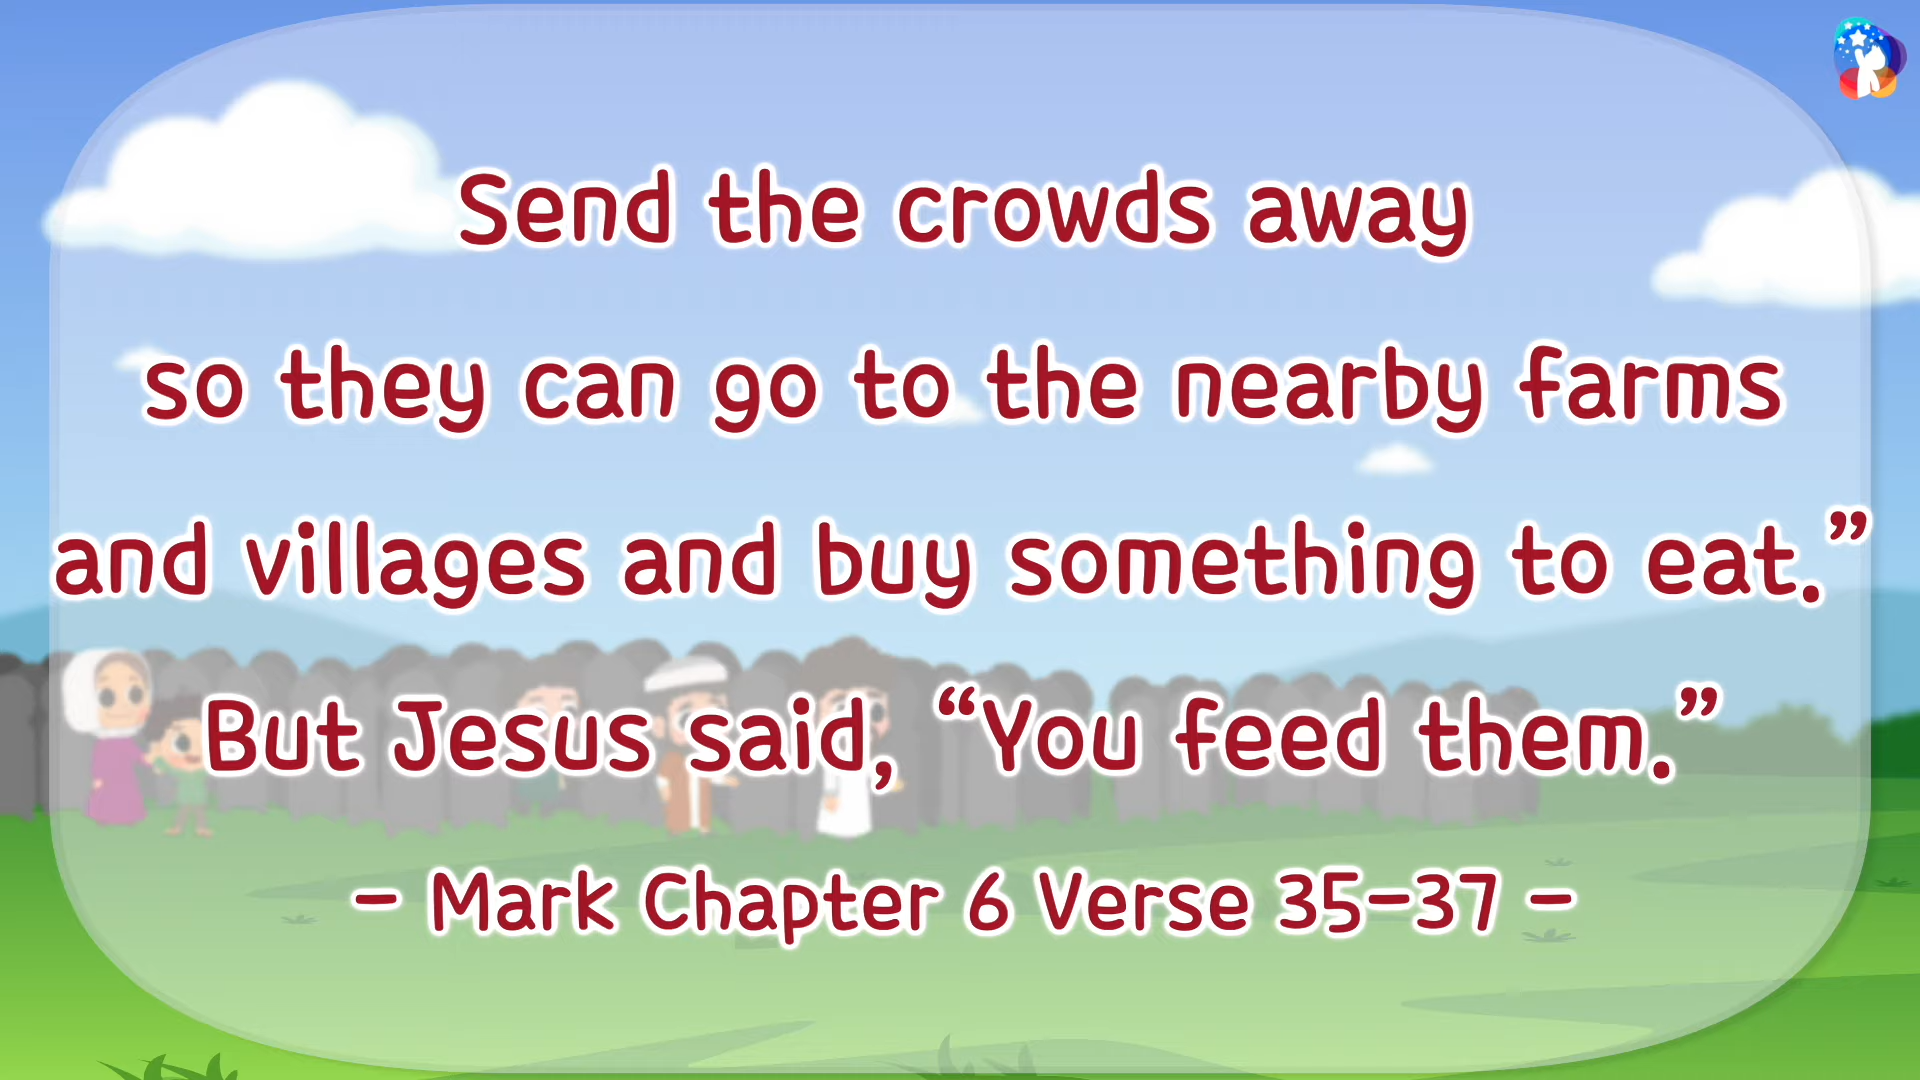 Send the crowds away
so they can go to the nearby farms
and villages and buy something to eat.”
But Jesus said, “You feed them.”
– Mark Chapter 6 Verse 35–37 –